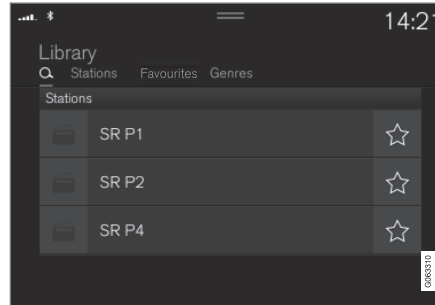 14:21
Library
Stations Favourites Genres
Stations
SR P1
SR P2
SR P4
G063310